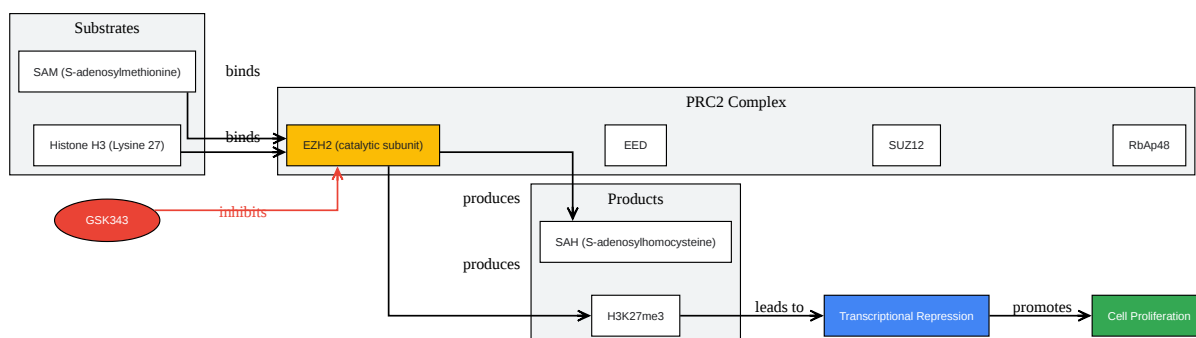 Substrates
SAM (S-adenosylmethionine)
binds
PRC2 Complex
Histone H3 (Lysine 27)
binds
EZH2 (catalytic subunit)
EED
SUZ12
RbAp48
GSK343
inhibits
produces
Products
SAH (S-adenosylhomocysteine)
produces
H3K27me3
leads to
Transcriptional Repression
promotes
Cell Proliferation